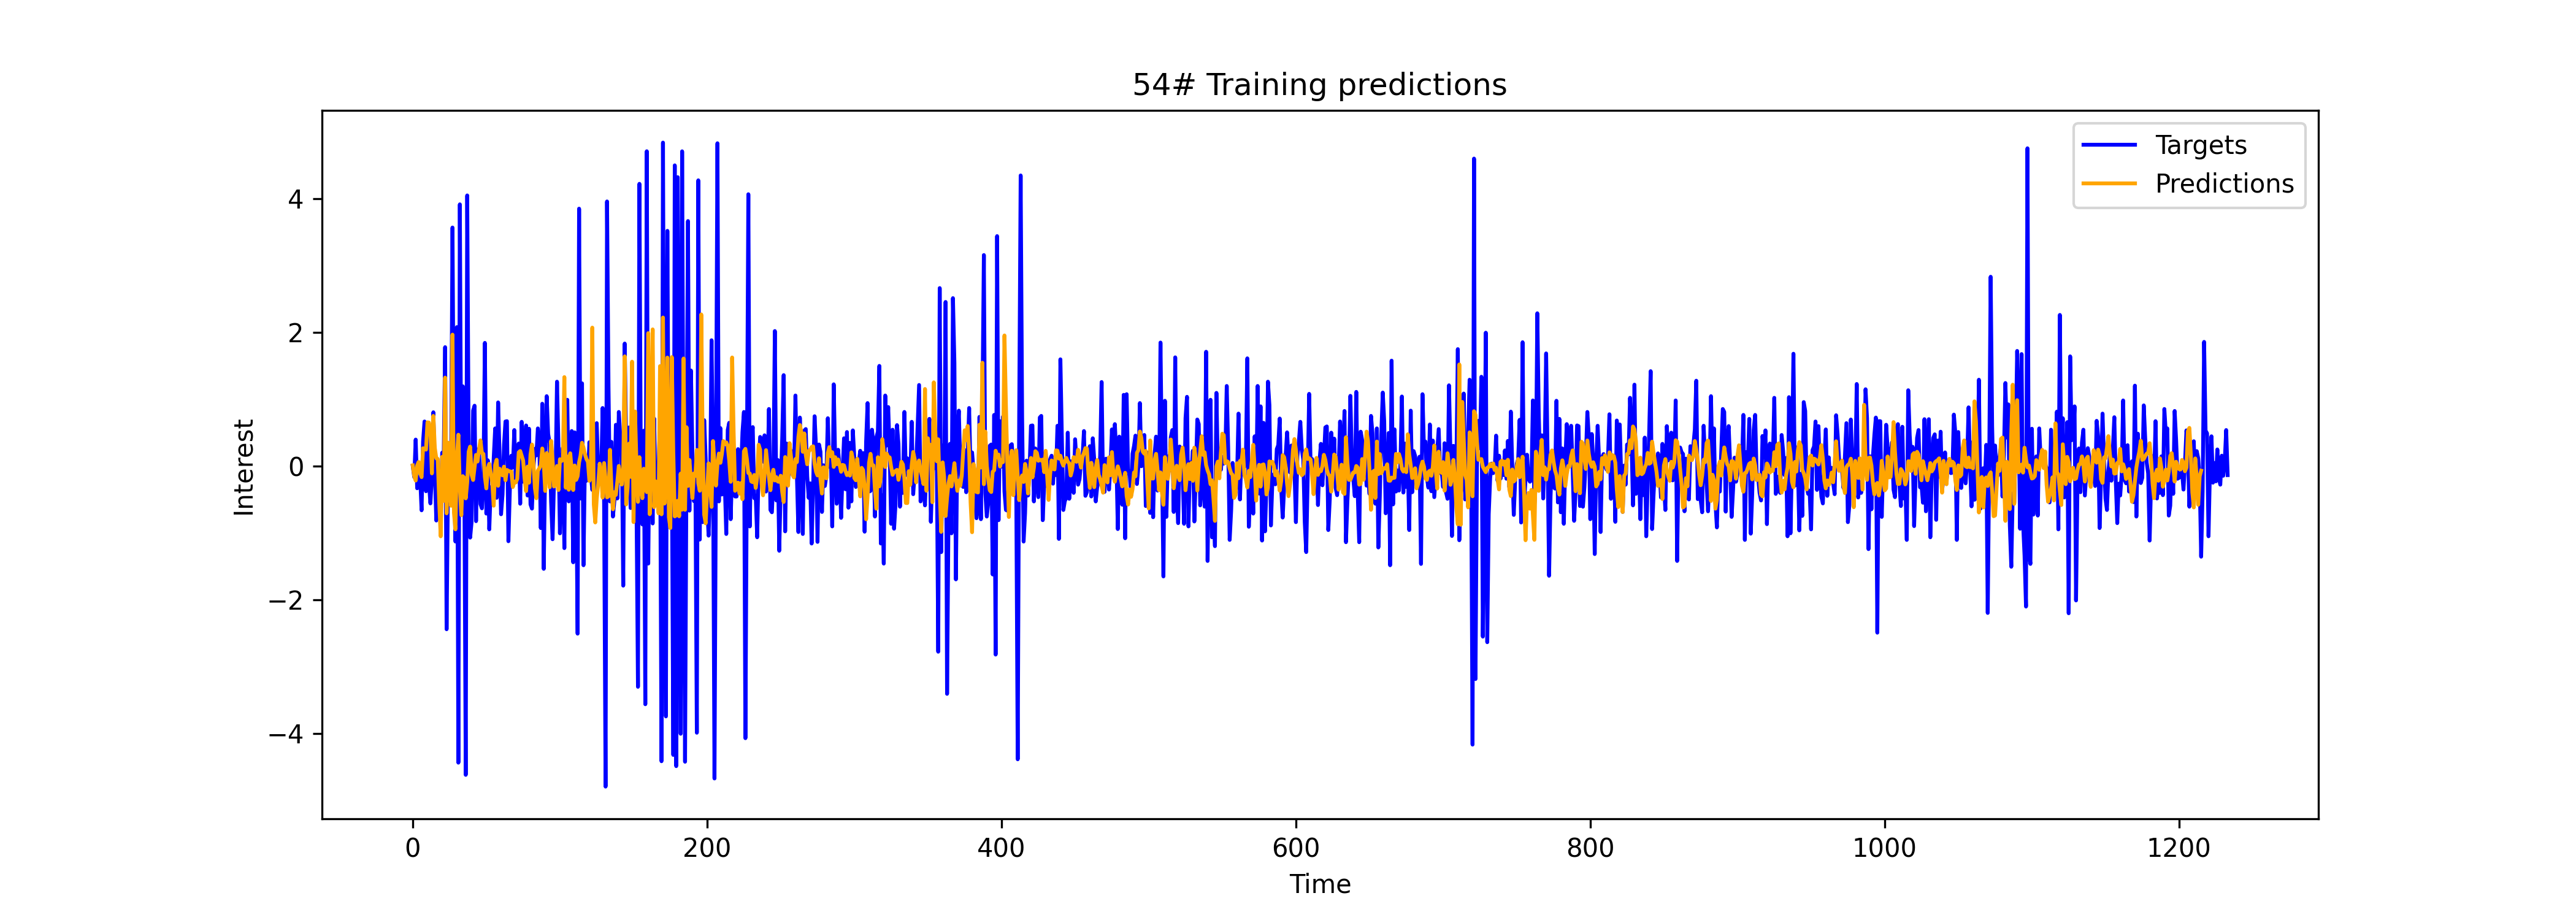 54# Training predictions
Targets
Predictions
Interest
4
2
0
−2
−4
0 200 400 600 800 1000 1200
Time